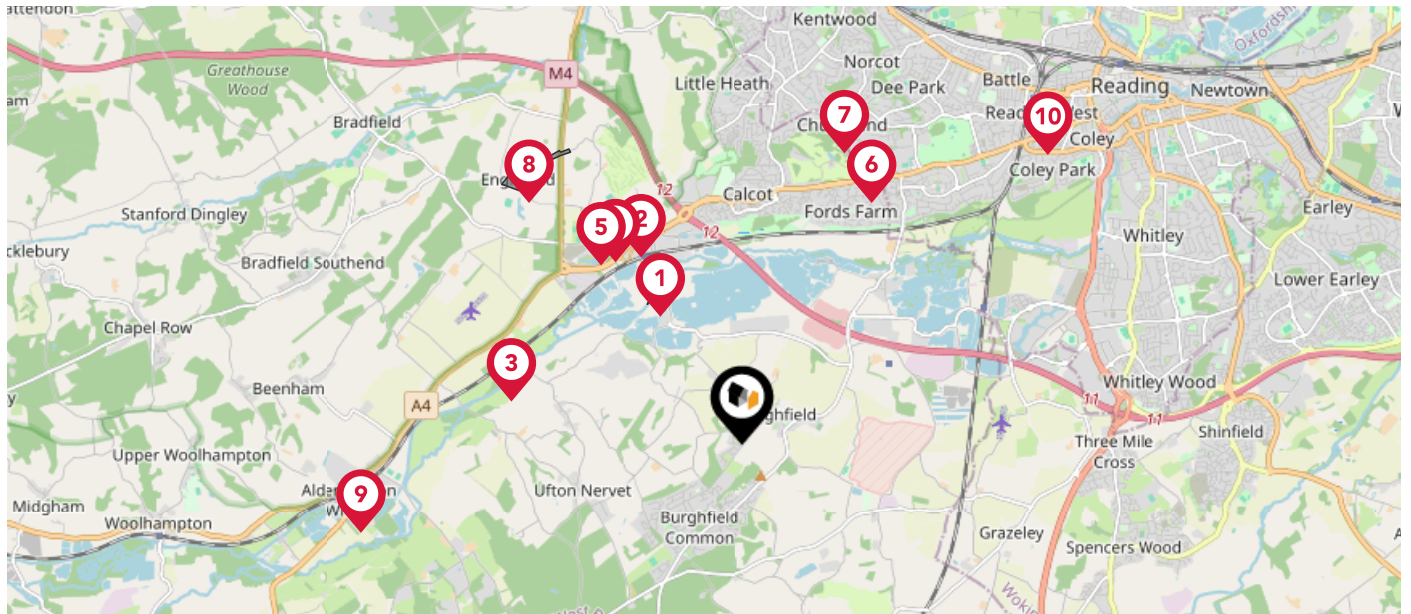 Kentwood
Oxfordshi
M4
Norcot
Greathouse
Wood
Little Heath
Battle
Dee Park
Reading
Newtown
Bradfield
7
10
Coley
8
6
Coley Park
12
Calcot
Stanford Dingley
Fords Farm
Earley
5
2
12
Whitley
cklebury
Bradfield Southend
1
Lower Earley
Chapel Row
3
Beenham
Whitley Wood
A4
11
11
ghfield
Shinfield
Three Mile
Cross
Upper Woolhampton
9
Ufton Nervet
Midgham
Woolhampton
Burghfield
Common
Grazeley
Spencers Wood